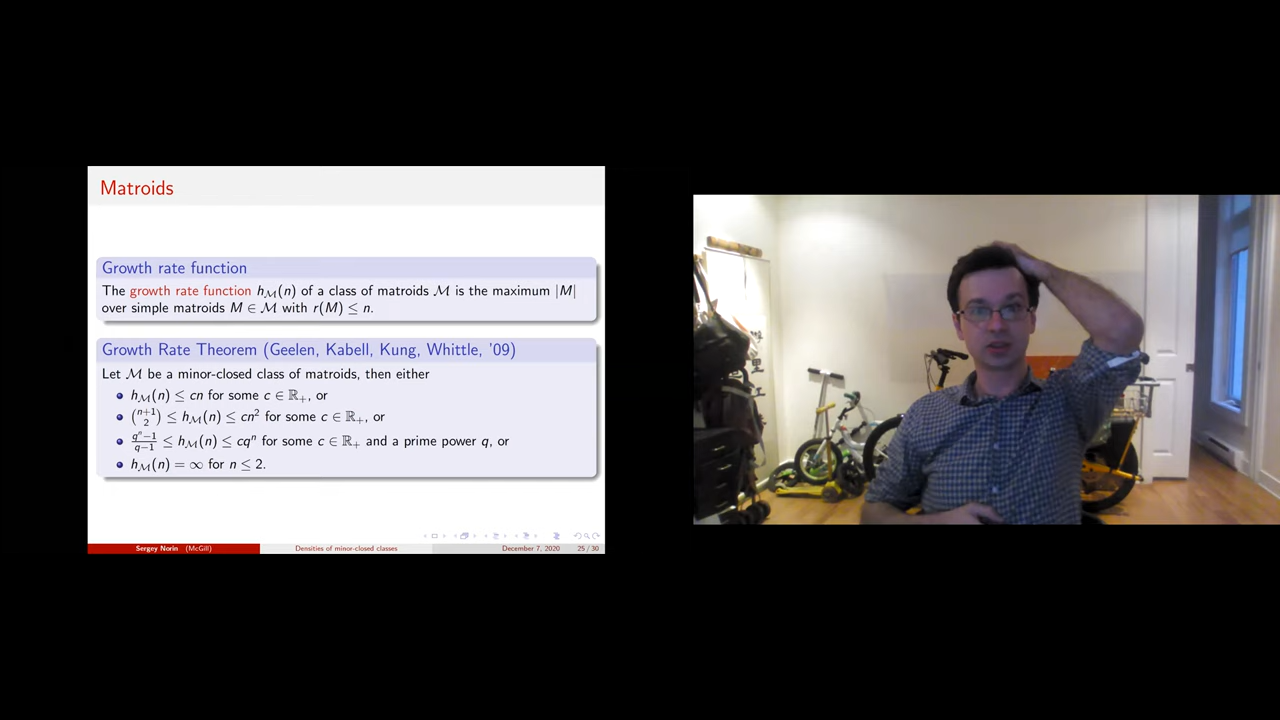 Matroids
Growth rate function
The growth rate function h_ℳ(n) of a class of matroids ℳ is the maximum |M|
over simple matroids M ∈ ℳ with r(M) ≤ n.
Growth Rate Theorem (Geelen, Kabell, Kung, Whittle, '09)
Let ℳ be a minor-closed class of matroids, then either
h_ℳ(n) ≤ cn for some c ∈ ℝ₊, or
\binom{n+1}{2} ≤ h_ℳ(n) ≤ cn² for some c ∈ ℝ₊, or
\frac{qⁿ−1}{q−1} ≤ h_ℳ(n) ≤ cqⁿ for some c ∈ ℝ₊ and a prime power q, or
h_ℳ(n) = ∞ for n ≤ 2.
Sergey Norin (McGill) Densities of minor-closed classes December 7, 2020 25 / 30